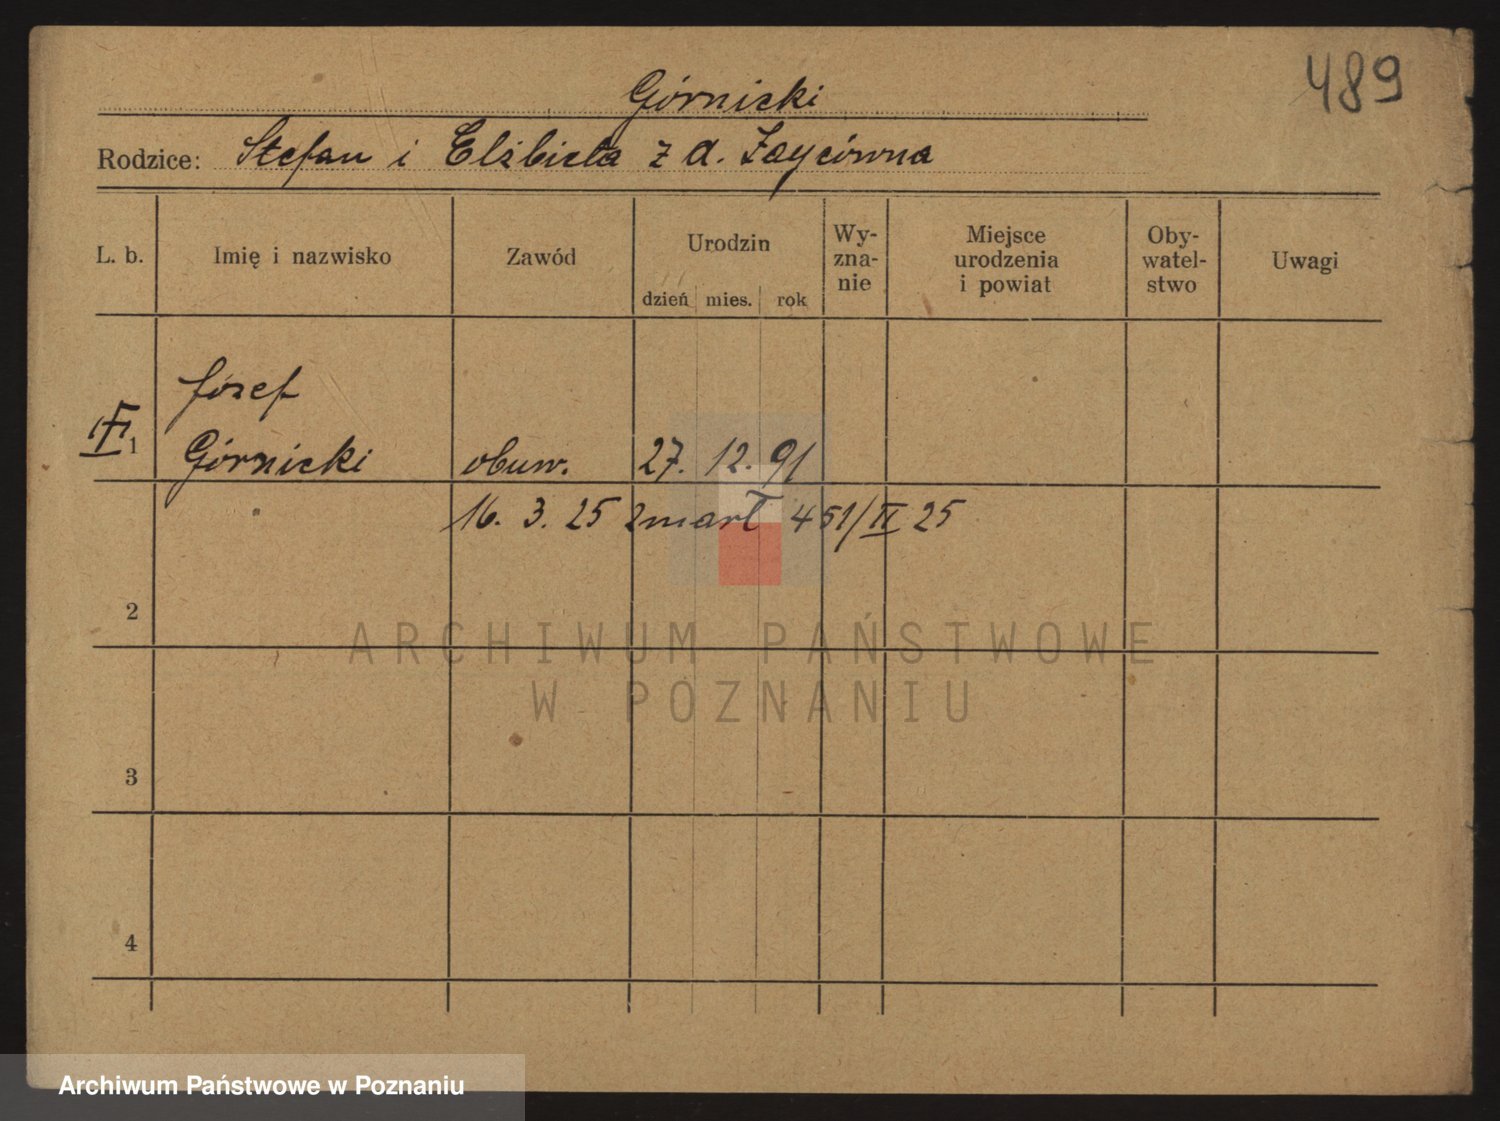 489
Górnicki
Rodzice: Stefan i Elżbieta z d. Zaycówna
L. b. Imię i nazwisko Zawód Urodzin dzień mies. rok Wy-zna-nie Miejsce urodzenia i powiat Oby-watel-stwo Uwagi
Józef
1 Górnicki obuw. 27. 12. 91
16. 3. 25 zmarł 451/II 25
2
ARCHIWUM PAŃSTWOWE
W POZNANIU
3
4
Archiwum Państwowe w Poznaniu